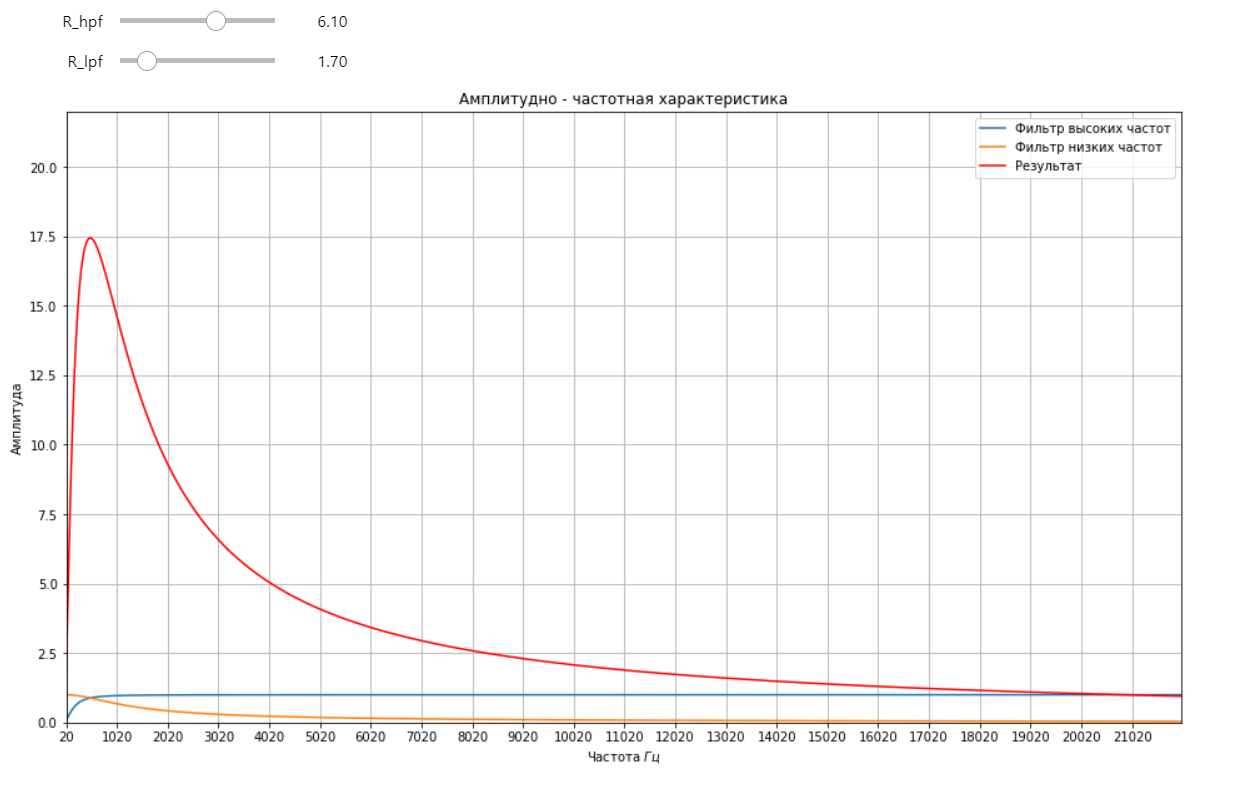 R_hpf 6.10
R_lpf 1.70
Амплитудно - частотная характеристика
Фильтр высоких частот
Фильтр низких частот
Результат
20.0
17.5
15.0
12.5
10.0
7.5
5.0
2.5
0.0
Амплитуда
20 1020 2020 3020 4020 5020 6020 7020 8020 9020 10020 11020 12020 13020 14020 15020 16020 17020 18020 19020 20020 21020
Частота Гц